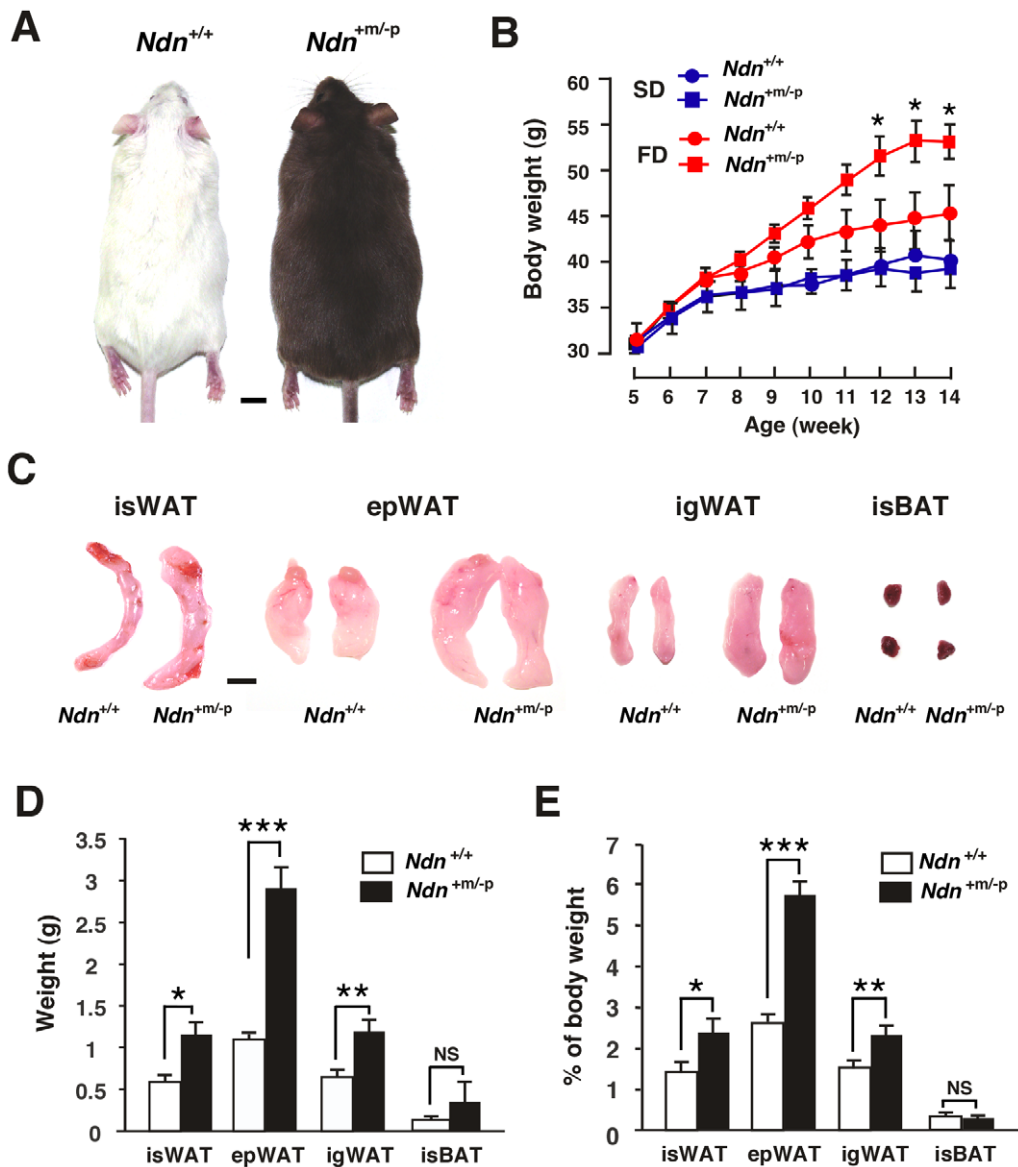 A
Ndn+/+
Ndn+m/-p
B
Body weight (g)
60
55
50
45
40
35
30
SD
Ndn+/+
Ndn+m/-p
FD
Ndn+/+
Ndn+m/-p
* * *
5 6 7 8 9 10 11 12 13 14
Age (week)
C
isWAT epWAT igWAT isBAT
Ndn+/+ Ndn+m/-p Ndn+/+ Ndn+m/-p Ndn+/+ Ndn+m/-p Ndn+/+ Ndn+m/-p
D
Weight (g)
3.5
3
2.5
2
1.5
1
0.5
0
Ndn+/+
Ndn+m/-p
* *** ** NS
isWAT epWAT igWAT isBAT
E
% of body weight
7
6
5
4
3
2
1
0
Ndn+/+
Ndn+m/-p
* *** ** NS
isWAT epWAT igWAT isBAT